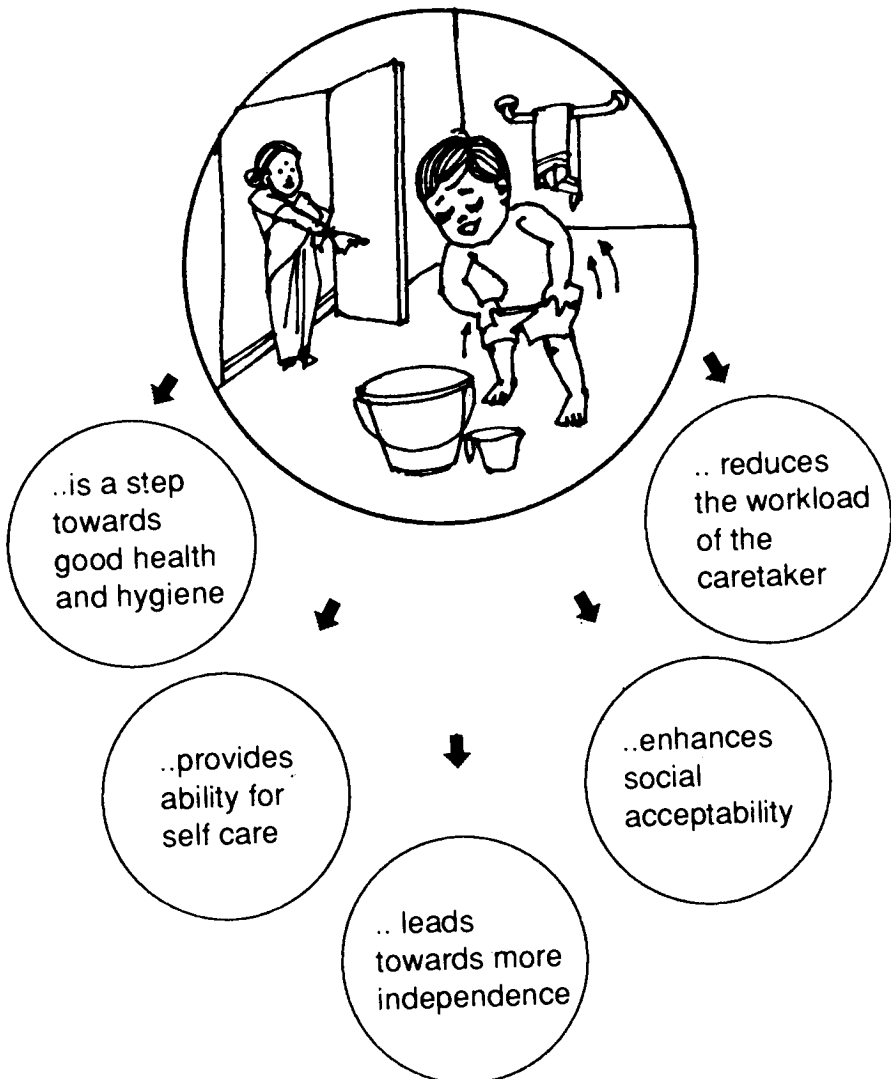 ..is a step
towards
good health
and hygiene
..provides
ability for
self care
.. leads
towards more
independence
..enhances
social
acceptability
.. reduces
the workload
of the
caretaker